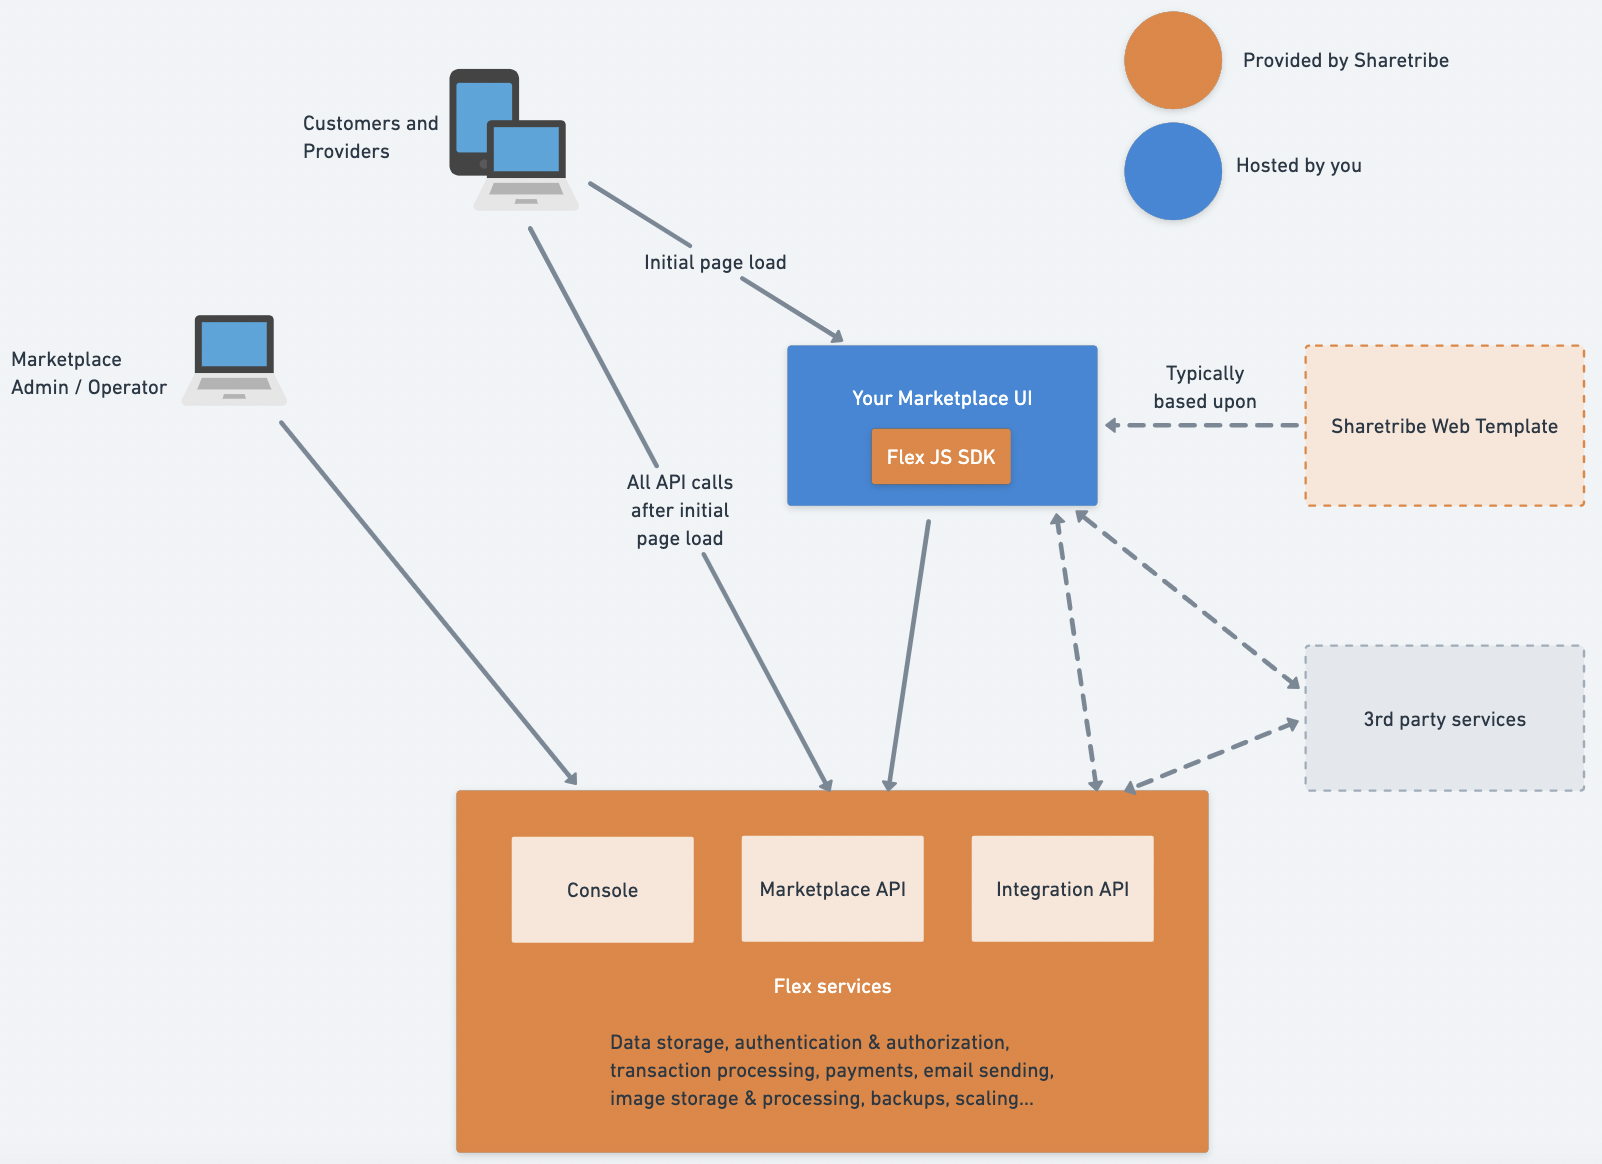 Provided by Sharetribe
Hosted by you
Customers and
Providers
Initial page load
Marketplace
Admin / Operator
Your Marketplace UI
Flex JS SDK
Typically
based upon
Sharetribe Web Template
All API calls
after initial
page load
3rd party services
Console
Marketplace API
Integration API
Flex services
Data storage, authentication & authorization,
transaction processing, payments, email sending,
image storage & processing, backups, scaling...